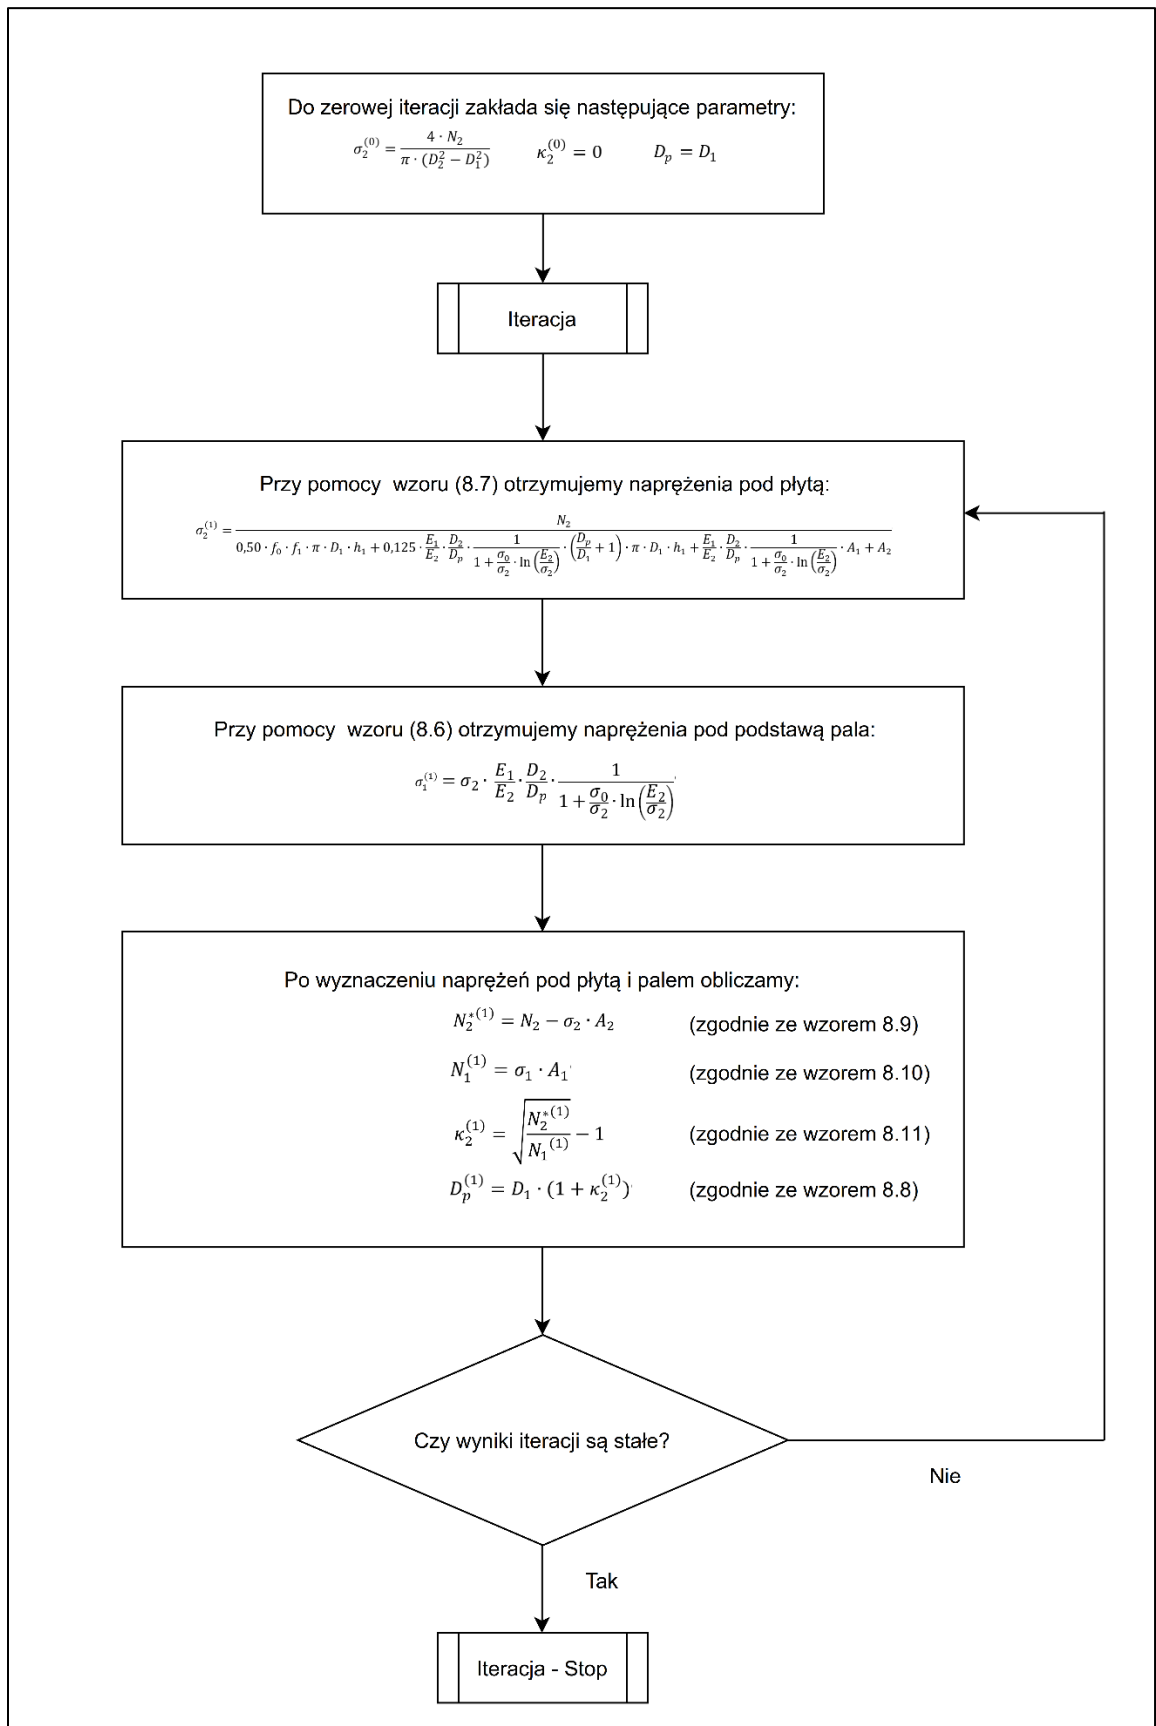 Do zerowej iteracji zakłada się następujące parametry:
σ₂⁽⁰⁾ = 4 · N₂ / (π · (D₂² − D₁²))    κ₂⁽⁰⁾ = 0    Dₚ = D₁
Iteracja
Przy pomocy wzoru (8.7) otrzymujemy naprężenia pod płytą:
σ₂⁽¹⁾ = N₂ / (0,50 · f₀ · f₁ · π · D₁ · h₁ + 0,125 · E₁/E₂ · D₂/Dₚ · 1/(1 + σ₀/σ₂ · ln(E₂/σ₂)) · (Dₚ/D₁ + 1) · π · D₁ · h₁ + E₁/E₂ · D₂/Dₚ · 1/(1 + σ₀/σ₂ · ln(E₂/σ₂)) · A₁ + A₂)
Przy pomocy wzoru (8.6) otrzymujemy naprężenia pod podstawą pala:
σ₁⁽¹⁾ = σ₂ · E₁/E₂ · D₂/Dₚ · 1/(1 + σ₀/σ₂ · ln(E₂/σ₂))
Po wyznaczeniu naprężeń pod płytą i palem obliczamy:
N₂*⁽¹⁾ = N₂ − σ₂ · A₂ (zgodnie ze wzorem 8.9)
N₁⁽¹⁾ = σ₁ · A₁ (zgodnie ze wzorem 8.10)
κ₂⁽¹⁾ = √(N₂*⁽¹⁾/N₁⁽¹⁾) − 1 (zgodnie ze wzorem 8.11)
Dₚ⁽¹⁾ = D₁ · (1 + κ₂⁽¹⁾) (zgodnie ze wzorem 8.8)
Czy wyniki iteracji są stałe?
Nie
Tak
Iteracja - Stop